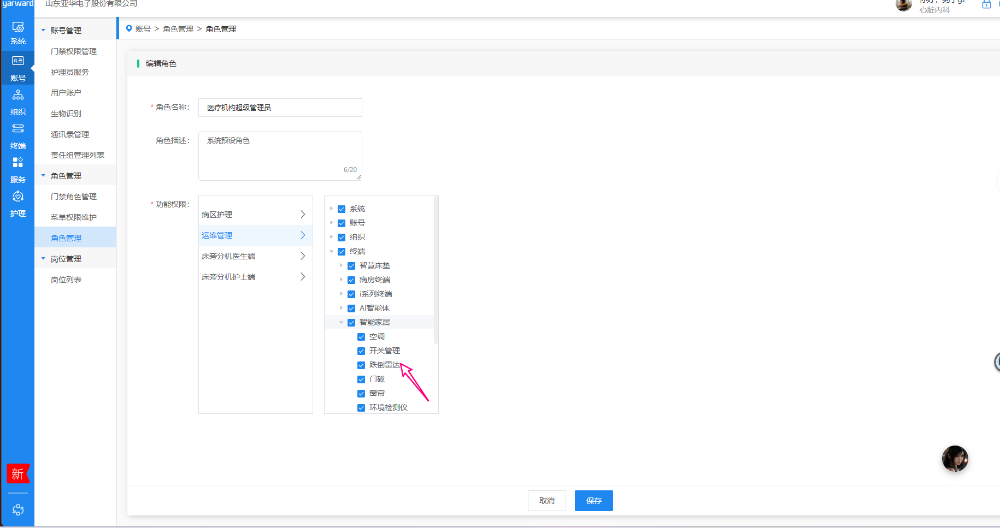 yarward
山东亚华电子股份有限公司
心脏内科
系统
账号
组织
终端
服务
护理
新
账号管理
门禁权限管理
护理员服务
用户账户
生物识别
通讯录管理
责任组管理列表
角色管理
门禁角色管理
菜单权限维护
角色管理
岗位管理
岗位列表
账号 > 角色管理 > 角色管理
编辑角色
* 角色名称：
医疗机构超级管理员
角色描述：
系统预设角色
6/20
* 功能权限：
病区护理
运维管理
床旁分机医生端
床旁分机护士端
系统
账号
组织
终端
智慧床垫
病房终端
i系列终端
AI智能体
智能家居
空调
开关管理
跌倒雷达
门磁
窗帘
环境检测仪
取消
保存